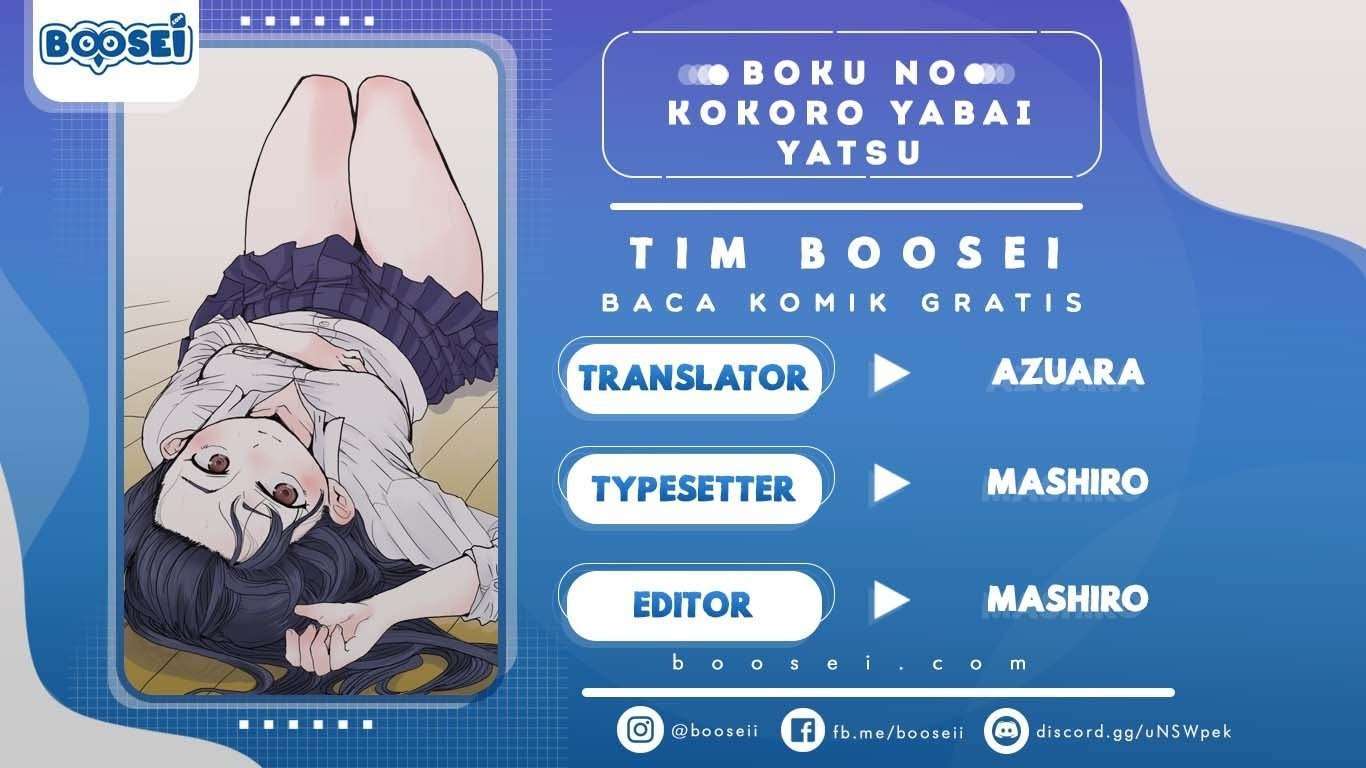 BOOSEI
.COM
BOKU NO
KOKORO YABAI
YATSU
TIM BOOSEI
BACA KOMIK GRATIS
TRANSLATOR
AZUARA
TYPESETTER
MASHIRO
EDITOR
MASHIRO
boosei.com
@booseii
fb.me/booseii
discord.gg/uNSWpek